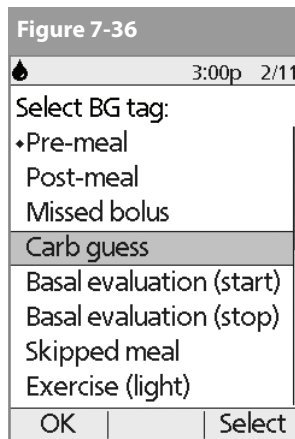 Figure 7-36
3:00p 2/11
Select BG tag:
Pre-meal
Post-meal
Missed bolus
Carb guess
Basal evaluation (start)
Basal evaluation (stop)
Skipped meal
Exercise (light)
OK Select